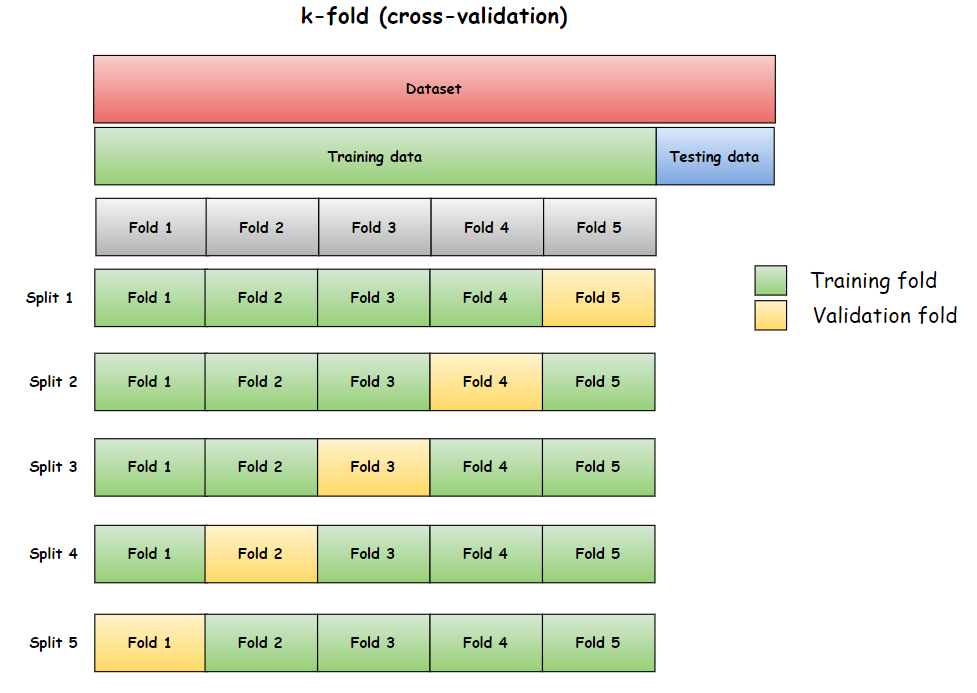 k-fold (cross-validation)
Dataset
Training data Testing data
Fold 1 Fold 2 Fold 3 Fold 4 Fold 5
Split 1 Fold 1 Fold 2 Fold 3 Fold 4 Fold 5
Training fold
Validation fold
Split 2 Fold 1 Fold 2 Fold 3 Fold 4 Fold 5
Split 3 Fold 1 Fold 2 Fold 3 Fold 4 Fold 5
Split 4 Fold 1 Fold 2 Fold 3 Fold 4 Fold 5
Split 5 Fold 1 Fold 2 Fold 3 Fold 4 Fold 5